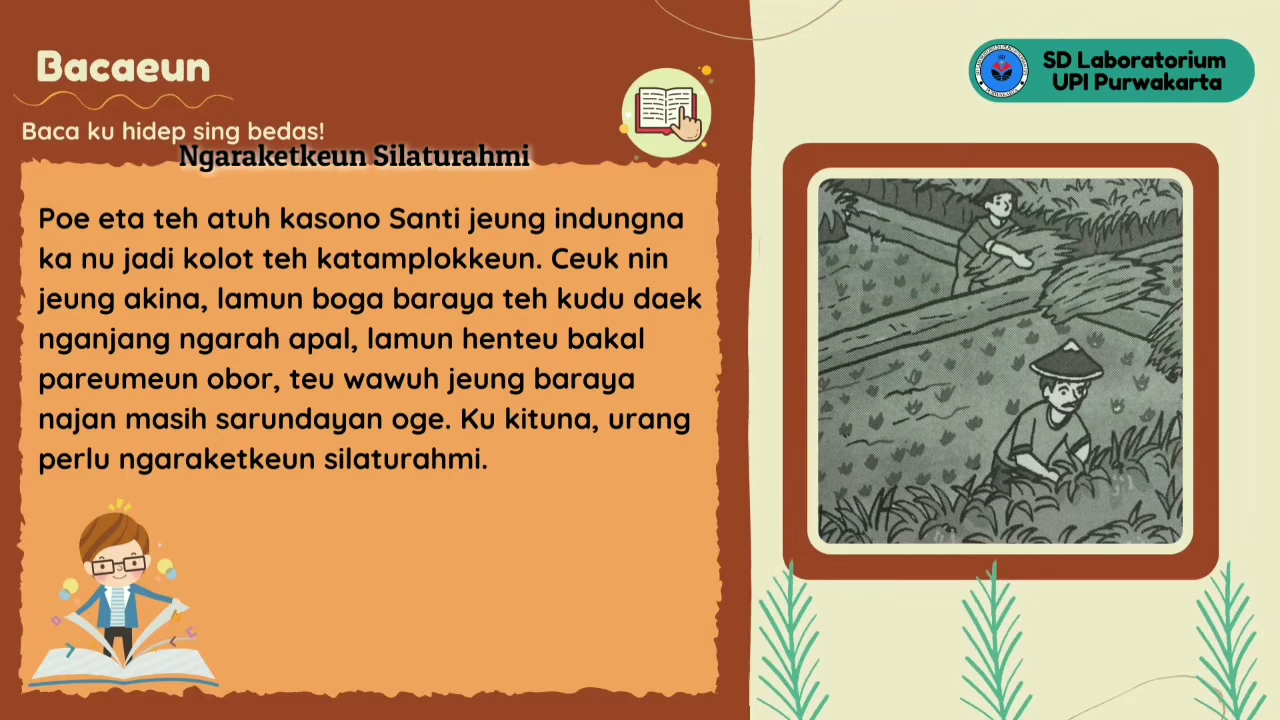 Bacaeun
Baca ku hidep sing bedas!
Ngaraketkeun Silaturahmi
Poe eta teh atuh kasono Santi jeung indungna
ka nu jadi kolot teh katamplokkeun. Ceuk nin
jeung akina, lamun boga baraya teh kudu daek
nganjang ngarah apal, lamun henteu bakal
pareumeun obor, teu wawuh jeung baraya
najan masih sarundayan oge. Ku kituna, urang
perlu ngaraketkeun silaturahmi.
SD Laboratorium
UPI Purwakarta